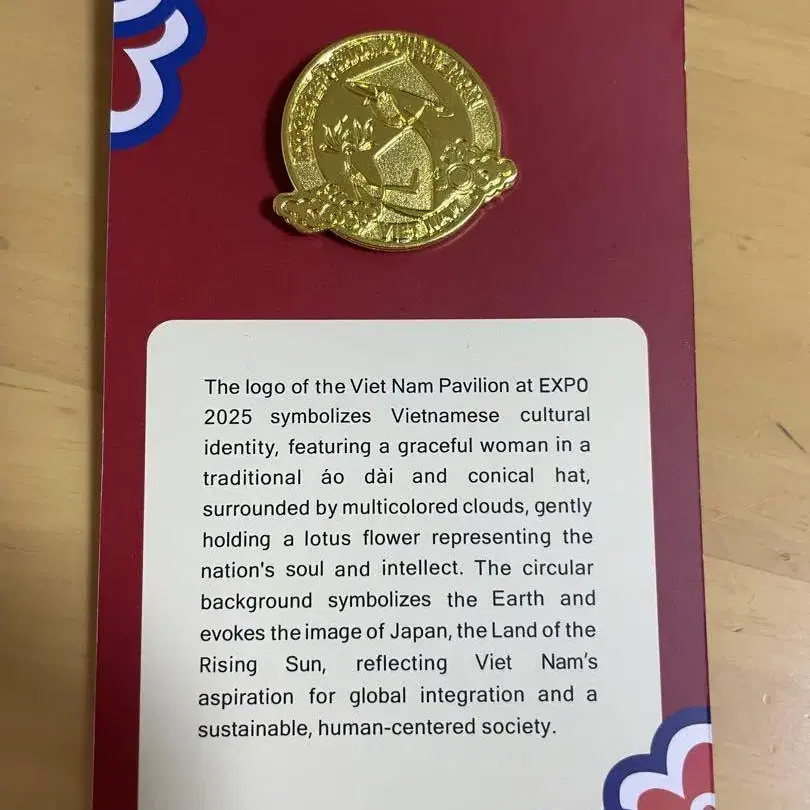 VIET NAM
The logo of the Viet Nam Pavilion at EXPO
2025 symbolizes Vietnamese cultural
identity, featuring a graceful woman in a
traditional áo dài and conical hat,
surrounded by multicolored clouds, gently
holding a lotus flower representing the
nation's soul and intellect. The circular
background symbolizes the Earth and
evokes the image of Japan, the Land of the
Rising Sun, reflecting Viet Nam's
aspiration for global integration and a
sustainable, human-centered society.